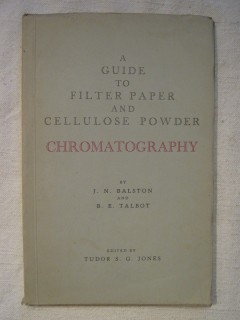 A
GUIDE
TO
FILTER PAPER
AND
CELLULOSE POWDER
CHROMATOGRAPHY
BY
J. N. BALSTON
AND
B. E. TALBOT
EDITED BY
TUDOR S. G. JONES